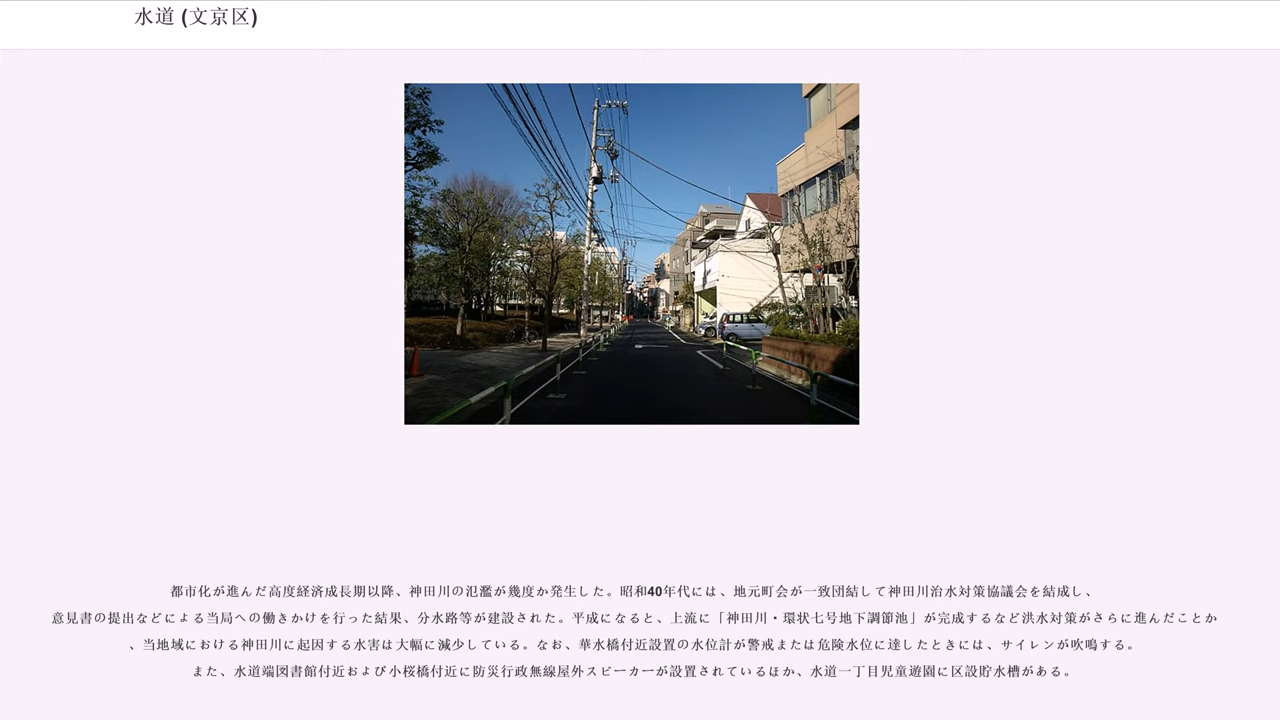 水道 (文京区)
都市化が進んだ高度経済成長期以降、神田川の氾濫が幾度か発生した。昭和40年代には、地元町会が一致団結して神田川治水対策協議会を結成し、
意見書の提出などによる当局への働きかけを行った結果、分水路等が建設された。平成になると、上流に「神田川・環状七号地下調節池」が完成するなど洪水対策がさらに進んだことか
、当地域における神田川に起因する水害は大幅に減少している。なお、華水橋付近設置の水位計が警戒または危険水位に達したときには、サイレンが吹鳴する。
また、水道端図書館付近および小桜橋付近に防災行政無線屋外スピーカーが設置されているほか、水道一丁目児童遊園に区設貯水槽がある。